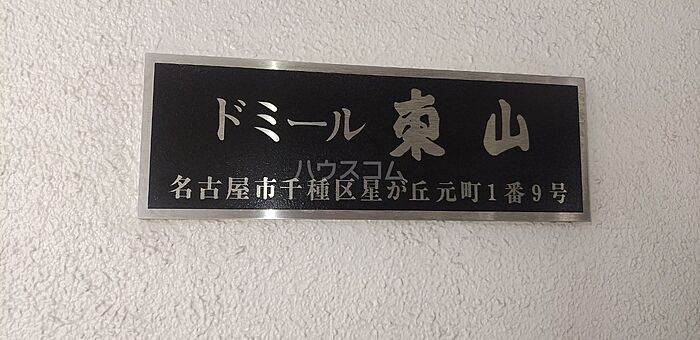 ドミール 東山
ハウスコム
名古屋市千種区星が丘元町1番9号